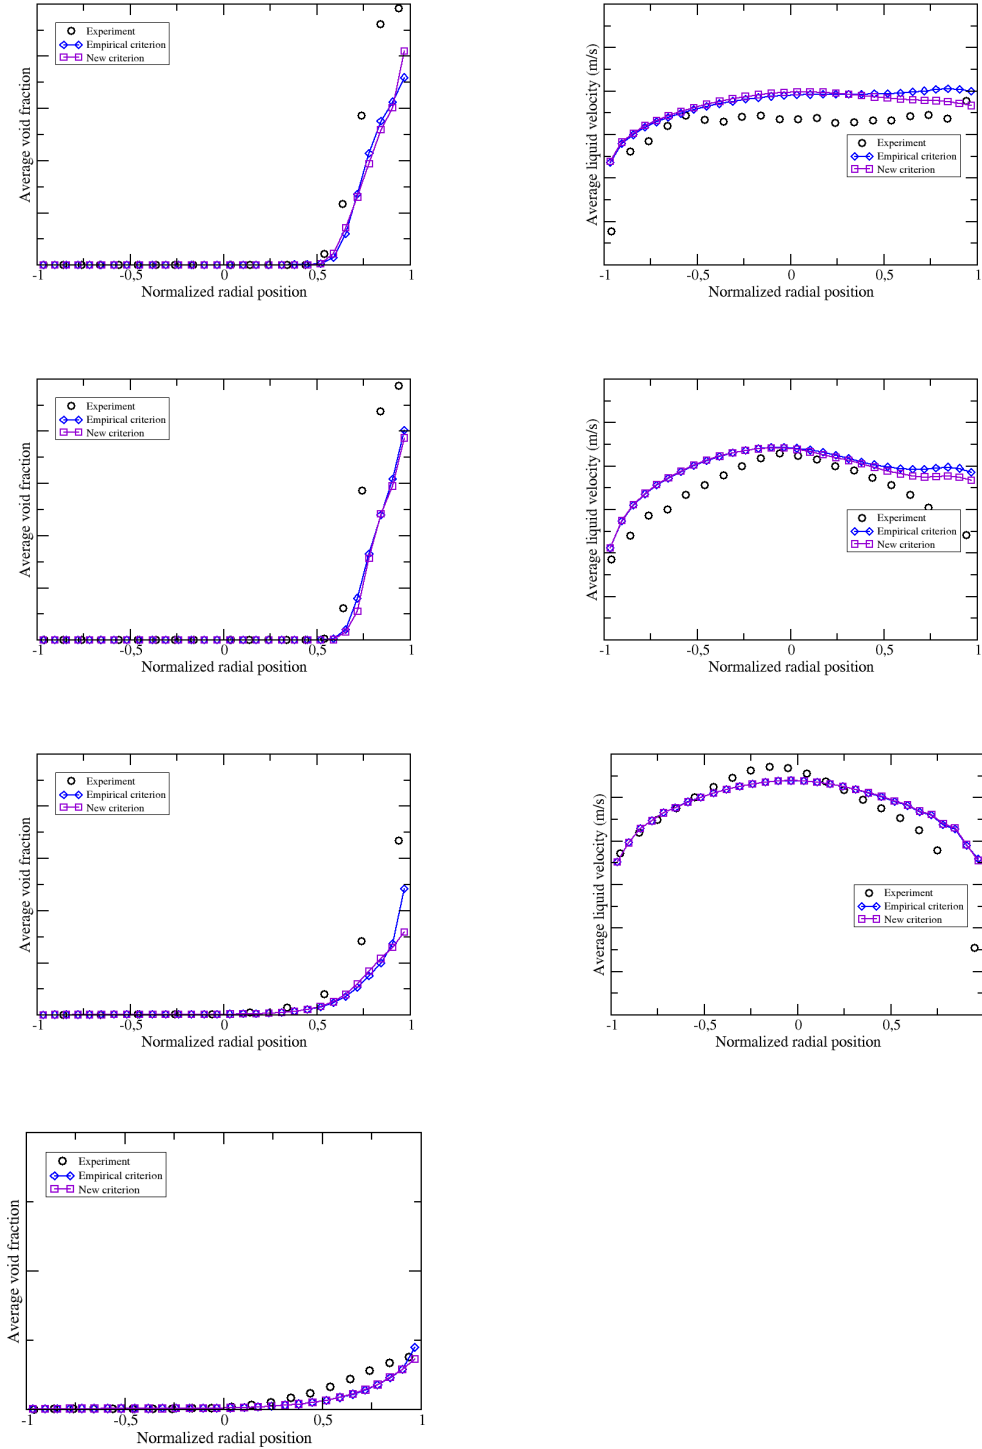 Experiment
Empirical criterion
New criterion
Average void fraction
-1 -0,5 0 0,5 1
Normalized radial position
Experiment
Empirical criterion
New criterion
Average liquid velocity (m/s)
-1 -0,5 0 0,5 1
Normalized radial position
Experiment
Empirical criterion
New criterion
Average void fraction
-1 -0,5 0 0,5 1
Normalized radial position
Experiment
Empirical criterion
New criterion
Average liquid velocity (m/s)
-1 -0,5 0 0,5 1
Normalized radial position
Experiment
Empirical criterion
New criterion
Average void fraction
-1 -0,5 0 0,5 1
Normalized radial position
Experiment
Empirical criterion
New criterion
Average liquid velocity (m/s)
-1 -0,5 0 0,5
Normalized radial position
Experiment
Empirical criterion
New criterion
Average void fraction
-1 -0,5 0 0,5 1
Normalized radial position